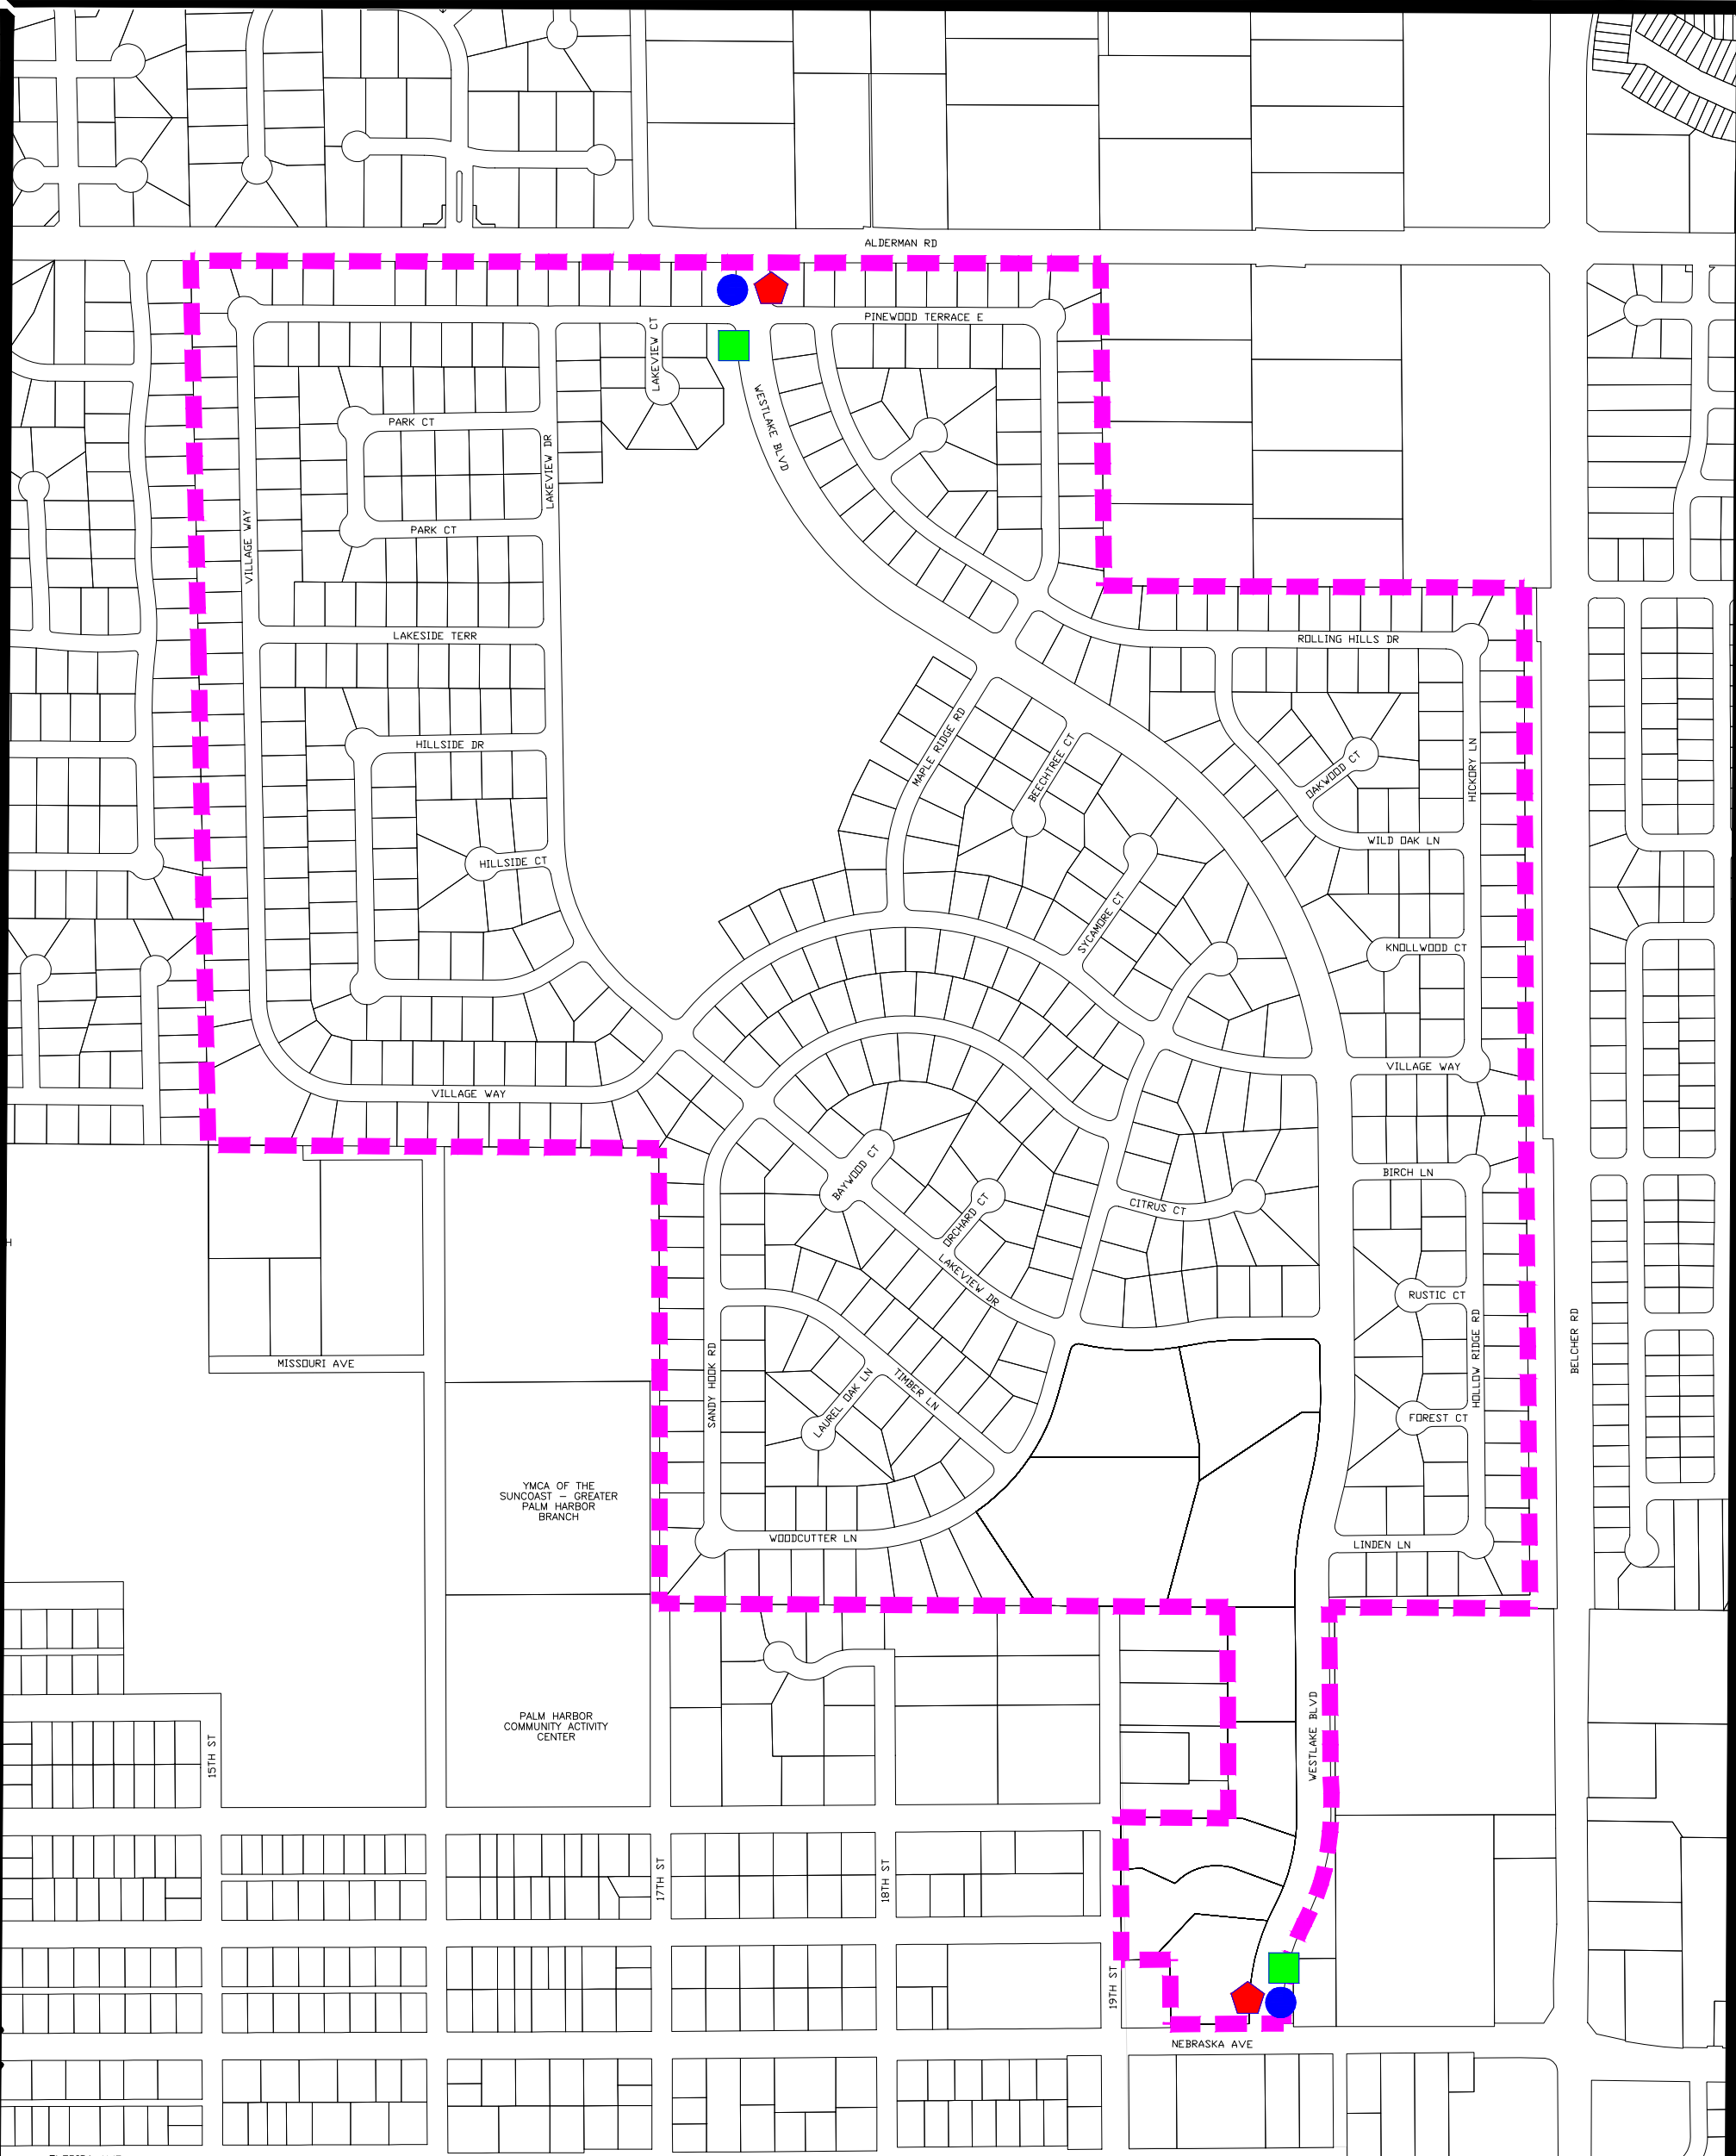 ALDERMAN RD
PINEWOOD TERRACE E
LAKEVIEW CT
WESTLAKE BLVD
PARK CT
LAKEVIEW DR
VILLAGE WAY
PARK CT
LAKESIDE TERR
ROLLING HILLS DR
HILLSIDE DR
MAPLE RIDGE RD
BEECHTREE CT
OAKWOOD CT
HICKORY LN
WILD OAK LN
HILLSIDE CT
SYCAMORE CT
KNOLLWOOD CT
VILLAGE WAY
VILLAGE WAY
BIRCH LN
BAYWOOD CT
CITRUS CT
ORCHARD CT
LAKEVIEW DR
H
RUSTIC CT
HOLLOW RIDGE RD
BELCHER RD
MISSOURI AVE
SANDY HOOK RD
LAUREL OAK LN
TIMBER LN
FOREST CT
YMCA OF THE
SUNCOAST - GREATER
PALM HARBOR
BRANCH
WOODCUTTER LN
LINDEN LN
PALM HARBOR
COMMUNITY ACTIVITY
CENTER
15TH ST
WESTLAKE BLVD
17TH ST
18TH ST
19TH ST
NEBRASKA AVE